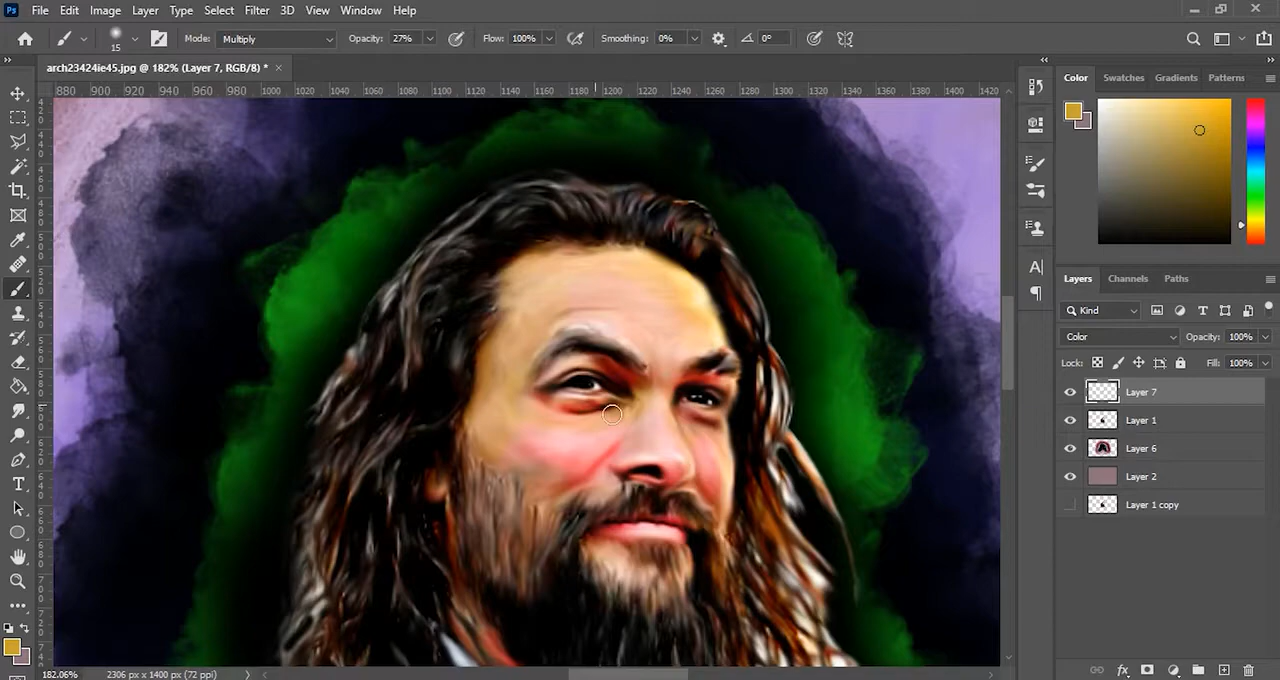 Ps File Edit Image Layer Type Select Filter 3D View Window Help
15 Mode: Multiply Opacity: 27% Flow: 100% Smoothing: 0% 0°
arch23424ie45.jpg @ 182% (Layer 7, RGB/8) * ×
880 900 920 940 960 980 1000 1020 1040 1060 1080 1100 1120 1140 1160 1180 1200 1220 1240 1260 1280 1300 1320 1340 1360 1380 1400 1420
Color Swatches Gradients Patterns
Layers Channels Paths
Kind
Color Opacity: 100%
Lock: Fill: 100%
Layer 7
Layer 1
Layer 6
Layer 2
Layer 1 copy
182.06% 2306 px x 1400 px (72 ppi)